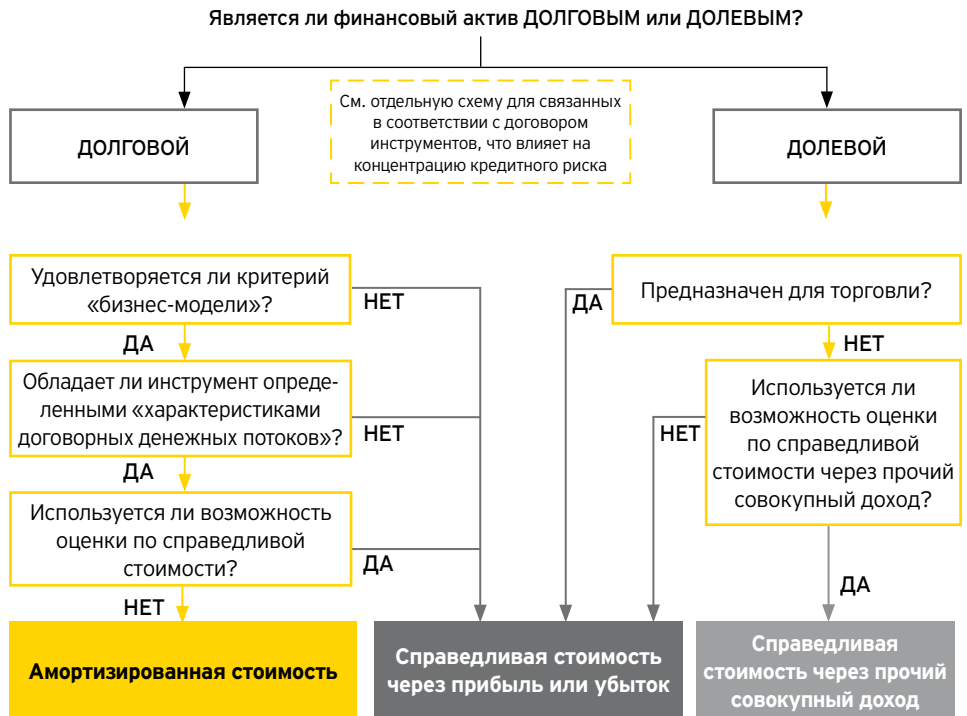 Является ли финансовый актив ДОЛГОВЫМ или ДОЛЕВЫМ?
ДОЛГОВОЙ
См. отдельную схему для связанных
в соответствии с договором
инструментов, что влияет на
концентрацию кредитного риска
ДОЛЕВОЙ
Удовлетворяется ли критерий
«бизнес-модели»?
НЕТ
ДА
Обладает ли инструмент опреде-
ленными «характеристиками
договорных денежных потоков»?
НЕТ
ДА
Используется ли возможность
оценки по справедливой
стоимости?
ДА
НЕТ
Предназначен для торговли?
ДА
НЕТ
Используется ли
возможность оценки
по справедливой
стоимости через прочий
совокупный доход?
НЕТ
ДА
Амортизированная стоимость
Справедливая стоимость
через прибыль или убыток
Справедливая
стоимость через прочий
совокупный доход